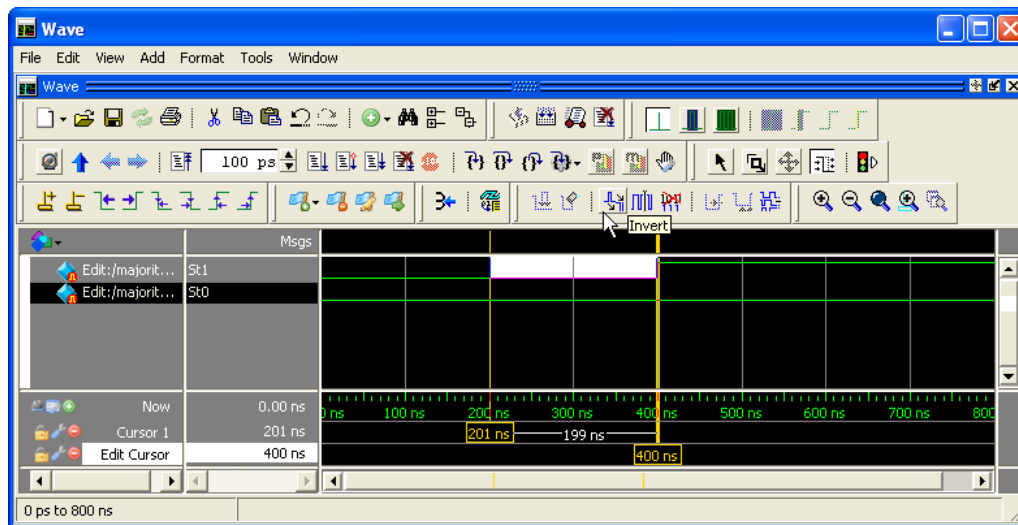 Wave
File Edit View Add Format Tools Window
Wave
100 ps
Invert
Msgs
Edit:/majorit... St1
Edit:/majorit... St0
Now 0.00 ns
Cursor 1 201 ns
Edit Cursor 400 ns
0 ns 100 ns 200 ns 300 ns 400 ns 500 ns 600 ns 700 ns 800
201 ns 199 ns
400 ns
0 ps to 800 ns